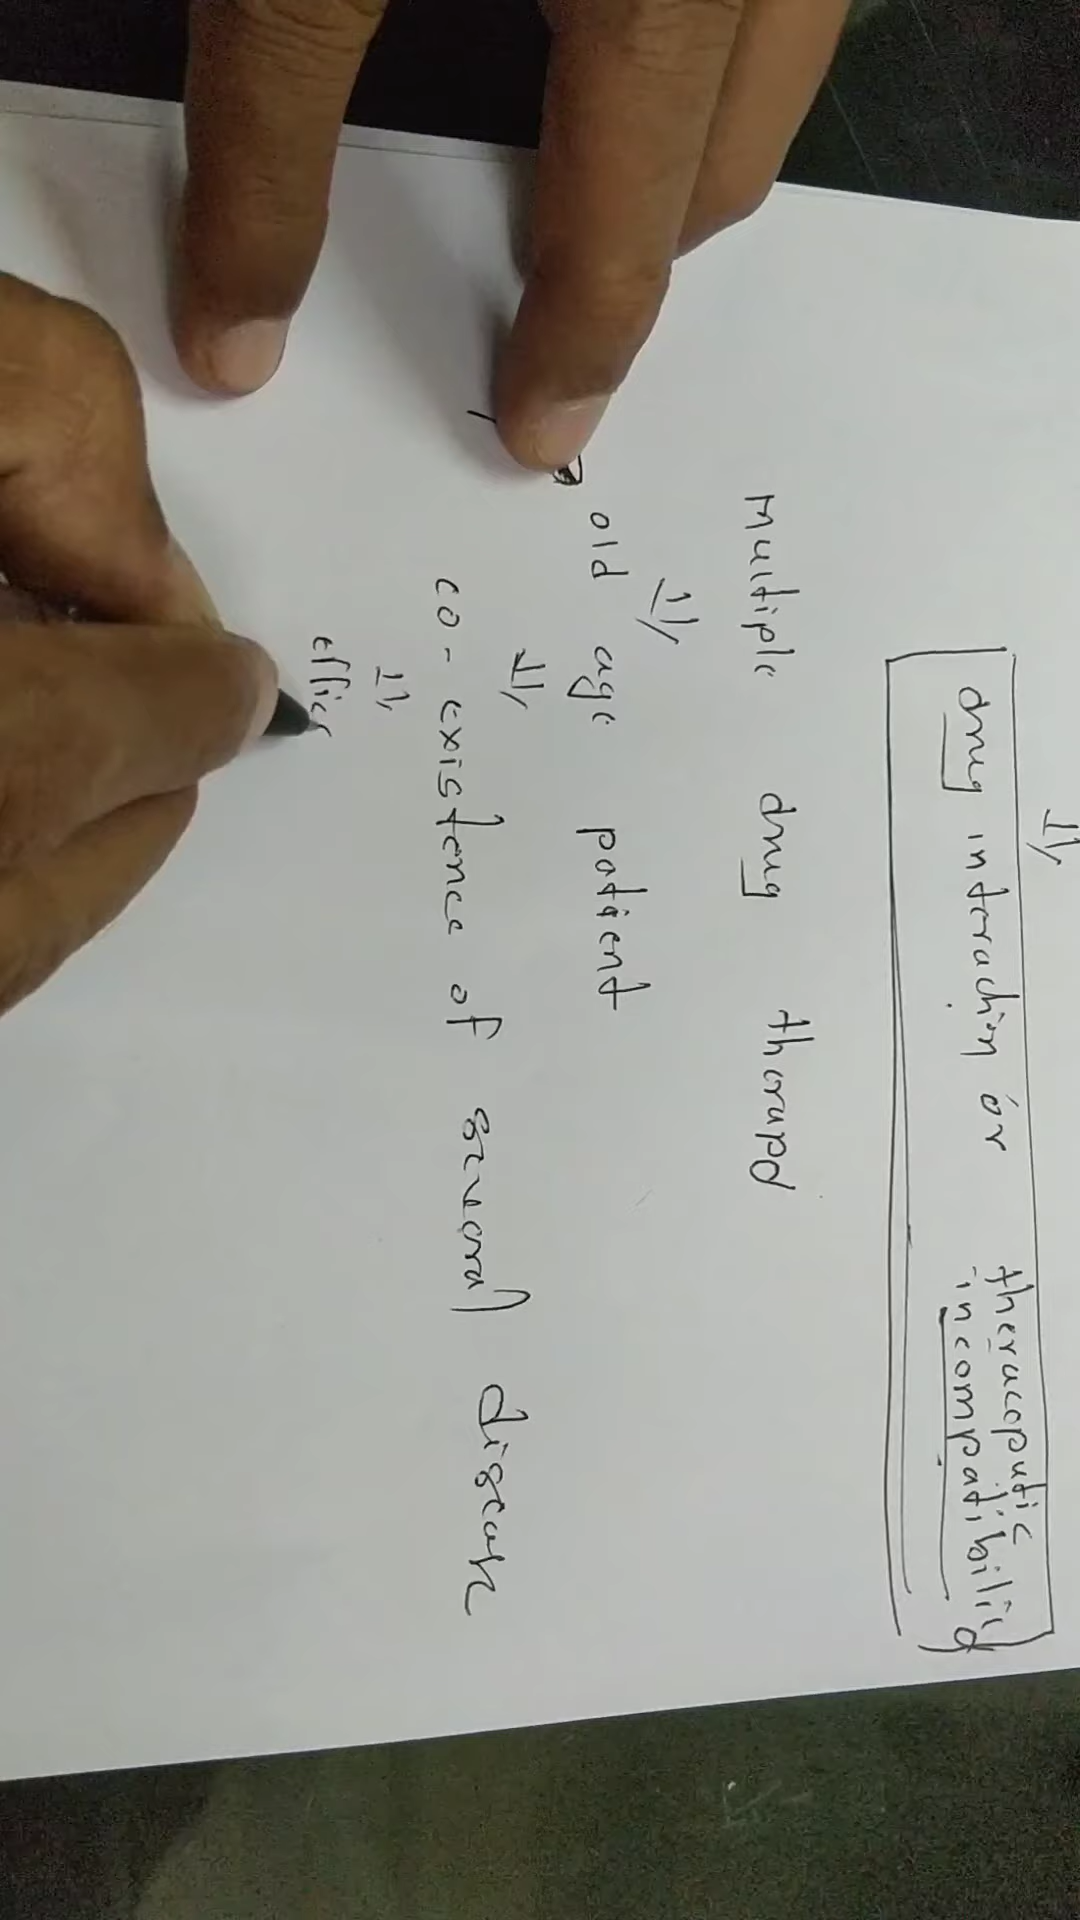 ⇓
drug interaction or therapeutic
incompatibility
Multiple drug therapy
⇓
old age patient
⇓
co-existence of several disease
⇓
effic